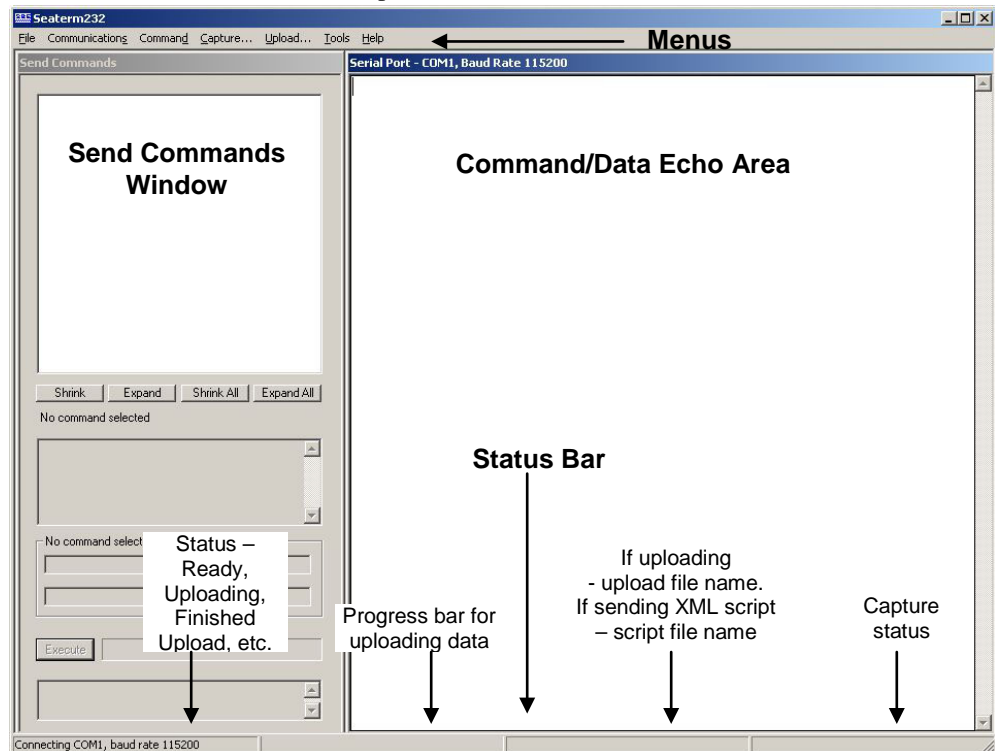 Seaterm232
File Communications Command Capture... Upload... Tools Help
Menus
Send Commands
Serial Port - COM1, Baud Rate 115200
Send Commands
Window
Command/Data Echo Area
Shrink Expand Shrink All Expand All
No command selected
Status Bar
No command select
Status –
Ready,
Uploading,
Finished
Upload, etc.
Execute
Progress bar for
uploading data
If uploading
- upload file name.
If sending XML script
– script file name
Capture
status
Connecting COM1, baud rate 115200